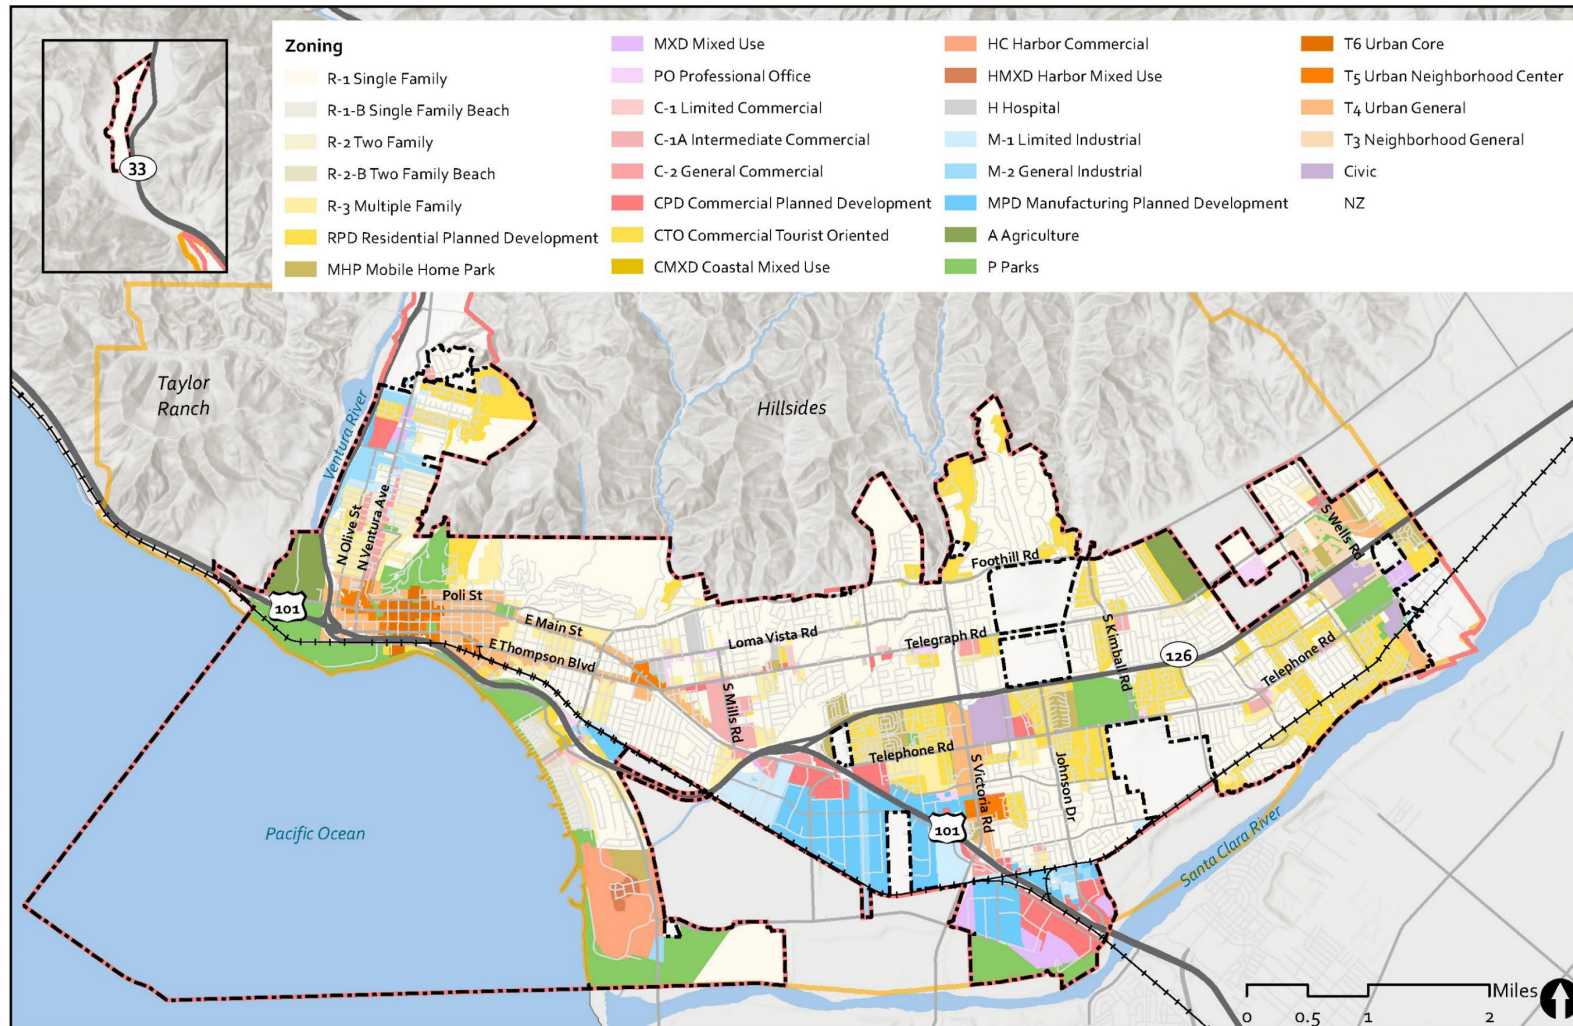 Zoning
R-1 Single Family
R-1-B Single Family Beach
R-2 Two Family
R-2-B Two Family Beach
R-3 Multiple Family
RPD Residential Planned Development
MHP Mobile Home Park
MXD Mixed Use
PO Professional Office
C-1 Limited Commercial
C-1A Intermediate Commercial
C-2 General Commercial
CPD Commercial Planned Development
CTO Commercial Tourist Oriented
CMXD Coastal Mixed Use
HC Harbor Commercial
HMXD Harbor Mixed Use
H Hospital
M-1 Limited Industrial
M-2 General Industrial
MPD Manufacturing Planned Development
A Agriculture
P Parks
T6 Urban Core
T5 Urban Neighborhood Center
T4 Urban General
T3 Neighborhood General
Civic
NZ
33
Taylor
Ranch
Ventura River
Hillsides
N Olive St
N Ventura Ave
S Wells Rd
Foothill Rd
Poli St
101
E Main St
Loma Vista Rd
Telegraph Rd
S Kimball Rd
E Thompson Blvd
126
Telephone Rd
S Mills Rd
Telephone Rd
S Victoria Rd
Johnson Dr
Pacific Ocean
101
Santa Clara River
Miles
0 0.5 1 2